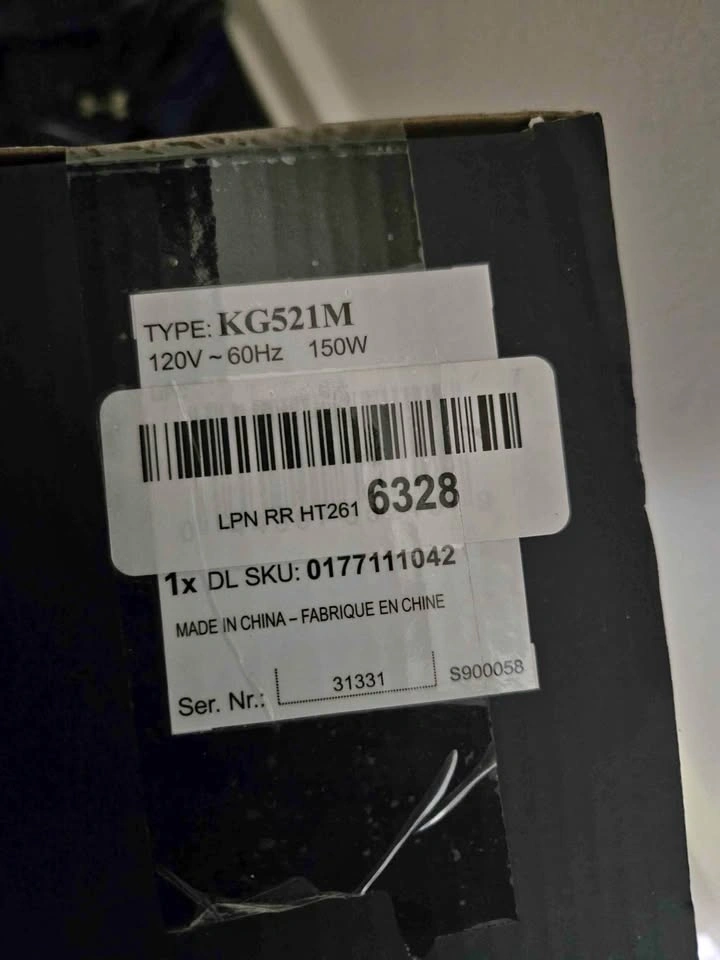 TYPE: KG521M
120V ~ 60Hz 150W
LPN RR HT261 6328
1x DL SKU: 0177111042
MADE IN CHINA – FABRIQUE EN CHINE
Ser. Nr.: 31331 S900058